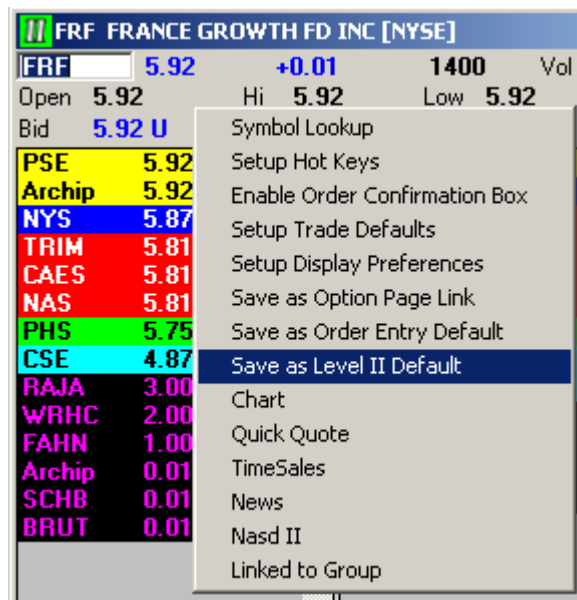 FRF FRANCE GROWTH FD INC [NYSE]
FRF 5.92 +0.01 1400 Vol
Open 5.92 Hi 5.92 Low 5.92
Bid 5.92 U
PSE 5.92
Archip 5.92
NYS 5.87
TRIM 5.81
CAES 5.81
NAS 5.81
PHS 5.75
CSE 4.87
RAJA 3.00
WRHC 2.00
FAHN 1.00
Archip 0.01
SCHB 0.01
BRUT 0.01
Symbol Lookup
Setup Hot Keys
Enable Order Confirmation Box
Setup Trade Defaults
Setup Display Preferences
Save as Option Page Link
Save as Order Entry Default
Save as Level II Default
Chart
Quick Quote
TimeSales
News
Nasd II
Linked to Group